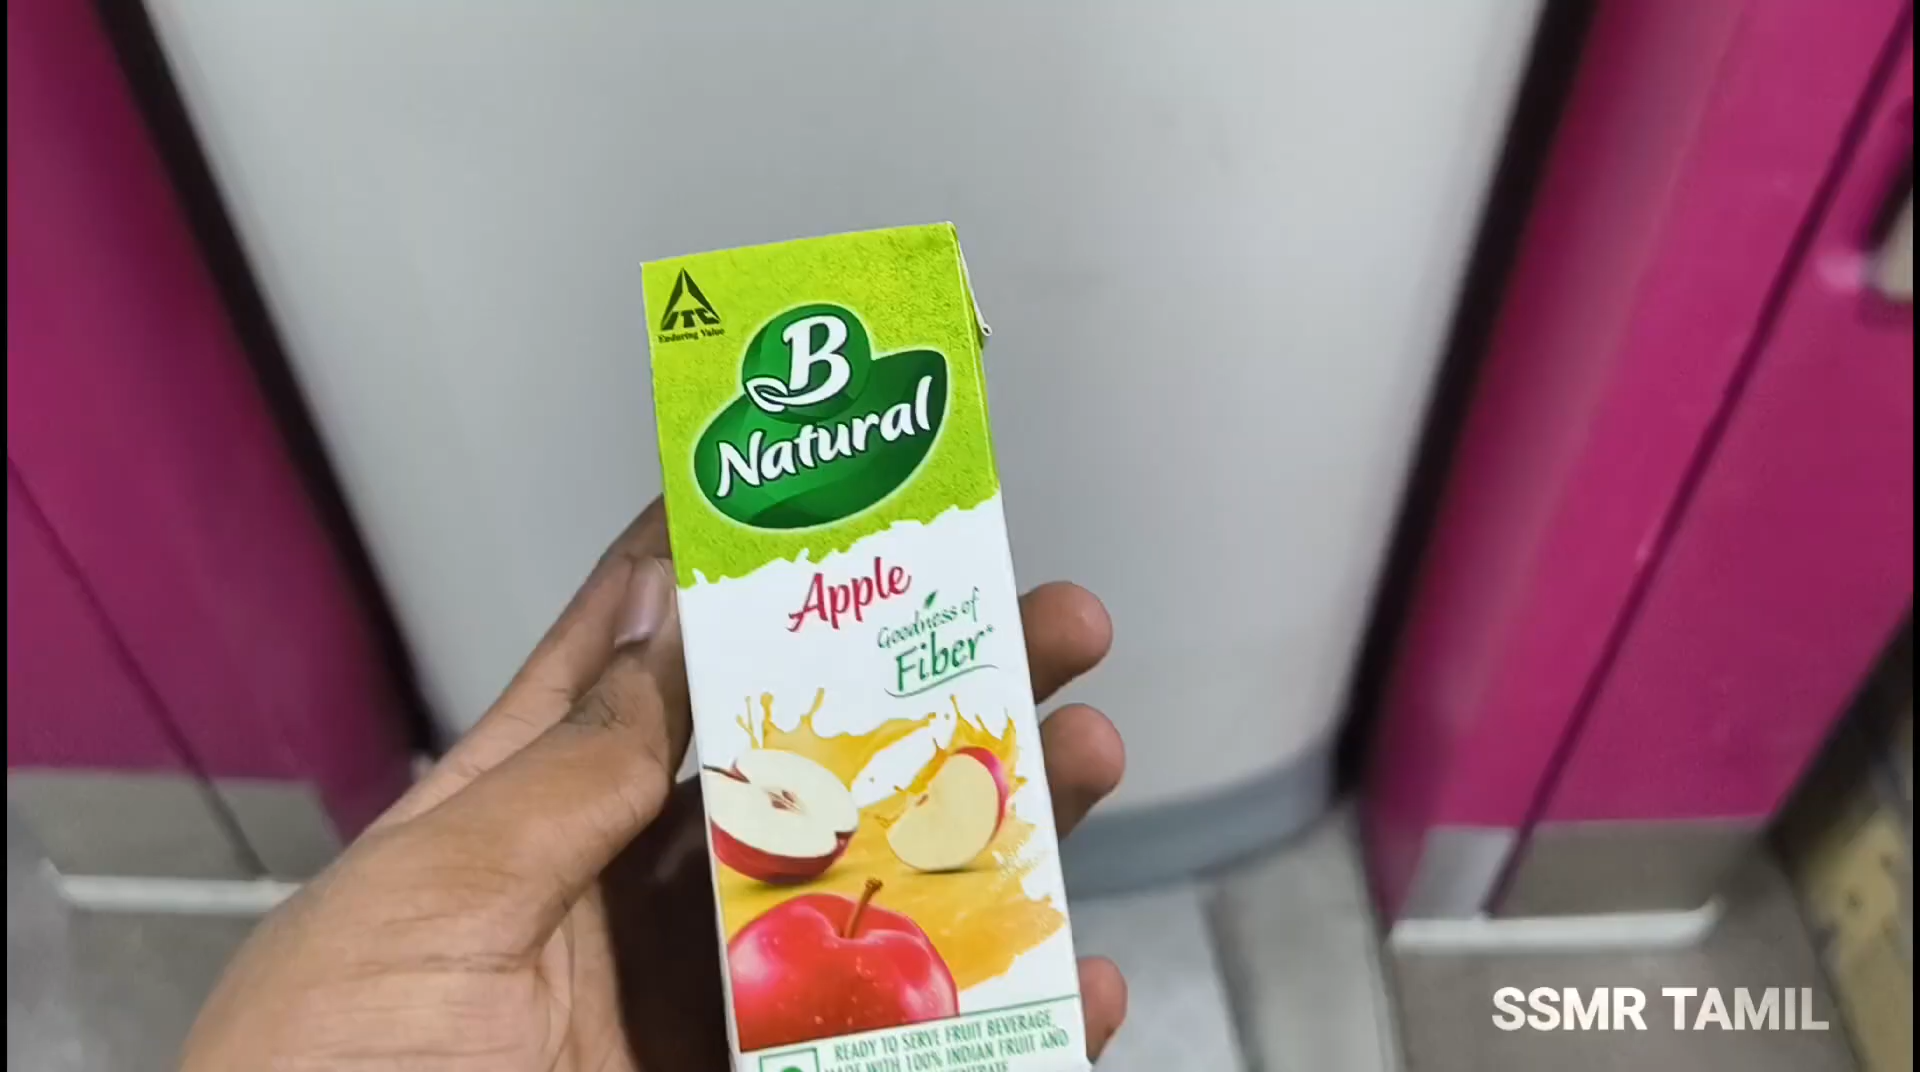 ITC
Enduring Value
B
Natural
Apple
Goodness of
Fiber*
READY TO SERVE FRUIT BEVERAGE,
MADE WITH 100% INDIAN FRUIT AND
SSMR TAMIL